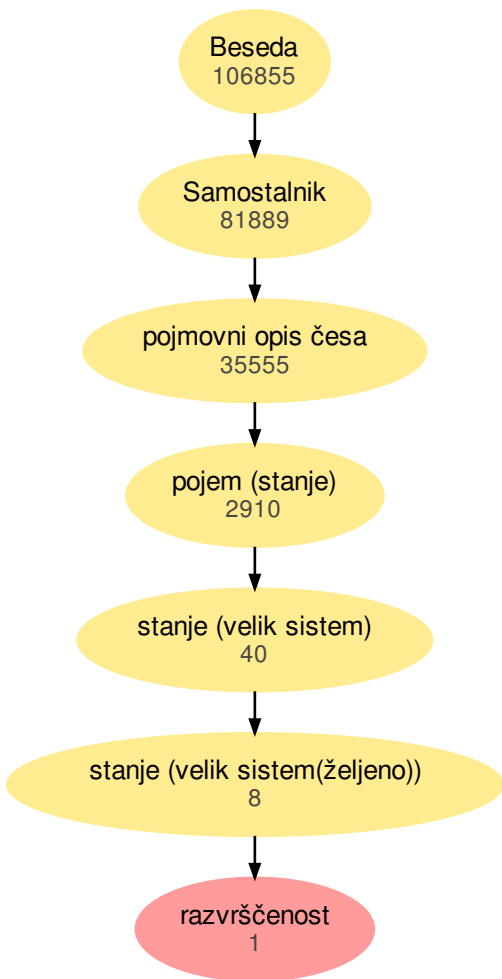 Beseda
106855
Samostalnik
81889
pojmovni opis česa
35555
pojem (stanje)
2910
stanje (velik sistem)
40
stanje (velik sistem(željeno))
8
razvrščenost
1